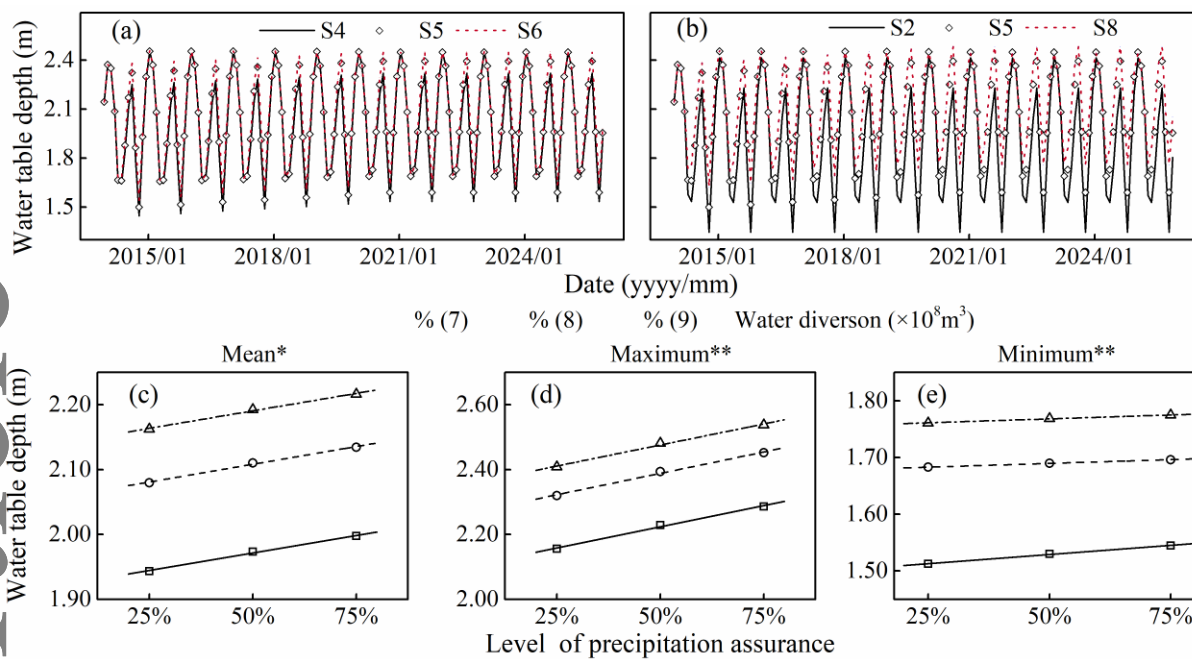 (a) S4 S5 S6
(b) S2 S5 S8
Water table depth (m)
2.4
2.1
1.8
1.5
2015/01 2018/01 2021/01 2024/01
2015/01 2018/01 2021/01 2024/01
Date (yyyy/mm)
% (7) % (8) % (9) Water diverson (×10⁸m³)
Mean*
Maximum**
Minimum**
Water table depth (m)
(c)
2.20
2.10
2.00
1.90
25% 50% 75%
(d)
2.60
2.40
2.20
2.00
25% 50% 75%
(e)
1.80
1.70
1.60
1.50
25% 50% 75%
Level of precipitation assurance